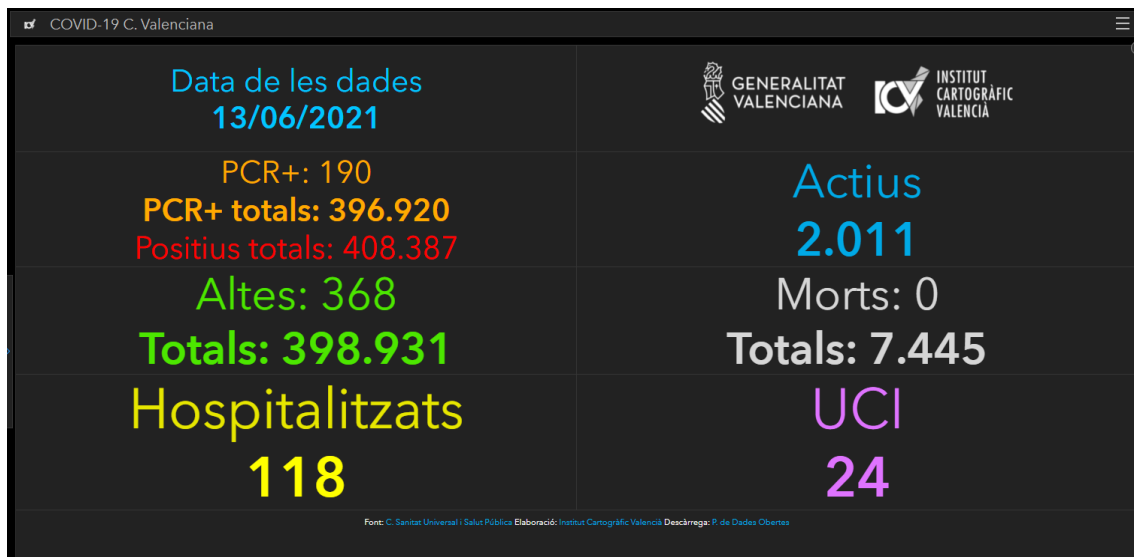 COVID-19 C. Valenciana
Data de les dades
13/06/2021
GENERALITAT
VALENCIANA
INSTITUT
CARTOGRÀFIC
VALENCIÀ
PCR+: 190
PCR+ totals: 396.920
Positius totals: 408.387
Actius
2.011
Altes: 368
Totals: 398.931
Morts: 0
Totals: 7.445
Hospitalitzats
118
UCI
24
Font: C. Sanitat Universal i Salut Pública Elaboració: Institut Cartogràfic Valencià Descàrrega: P. de Dades Obertes